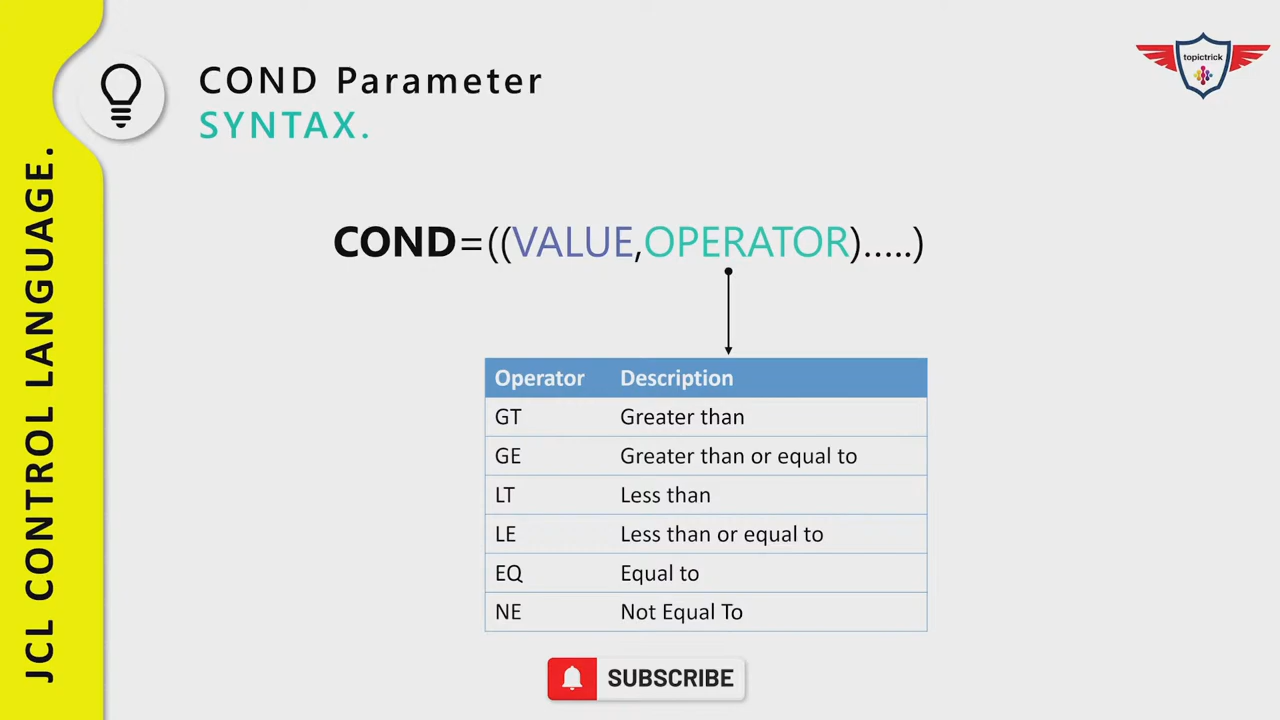 JCL CONTROL LANGUAGE.
COND Parameter
SYNTAX.
topictrick
COND=((VALUE,OPERATOR).....)
Operator Description
GT Greater than
GE Greater than or equal to
LT Less than
LE Less than or equal to
EQ Equal to
NE Not Equal To
SUBSCRIBE